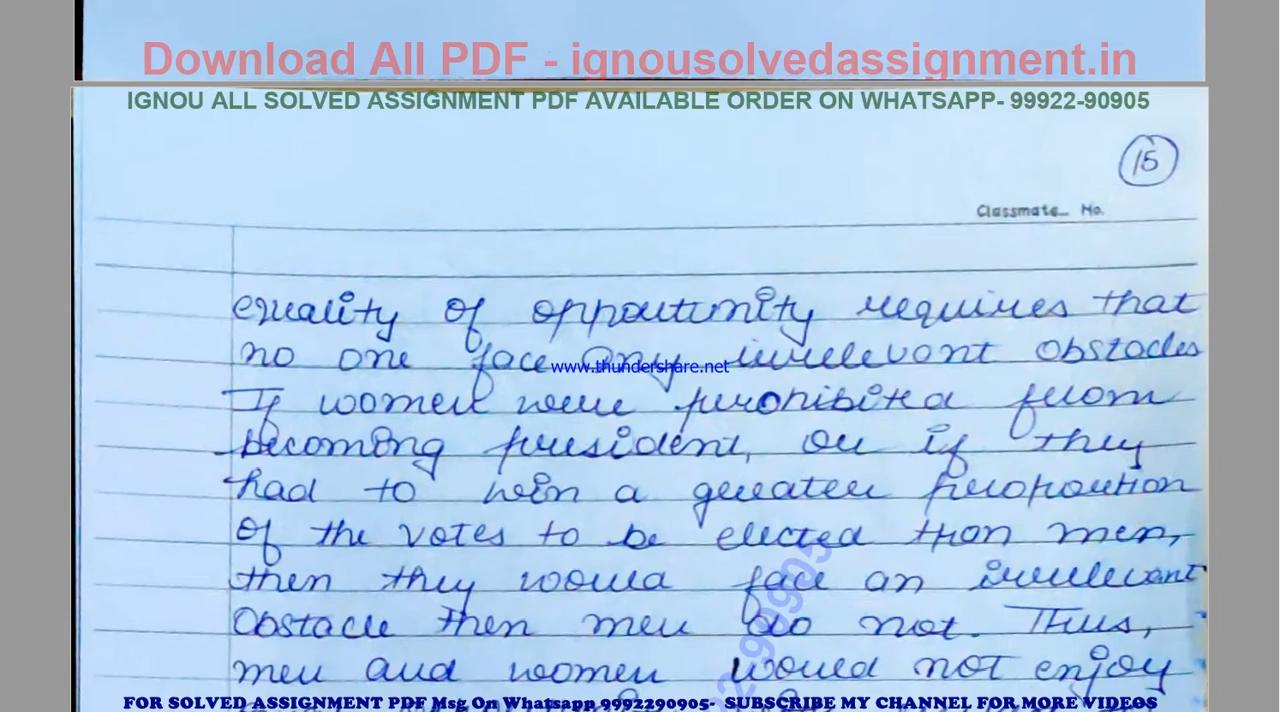 Download All PDF - ignousolvedassignment.in
IGNOU ALL SOLVED ASSIGNMENT PDF AVAILABLE ORDER ON WHATSAPP- 99922-90905
15
Classmate No.
equality of opportunity requires that
no one face any irrelevant obstacles
www.thundershare.net
If women were prohibited from
becoming president, or if they
had to win a greater proportion
of the votes to be elected than men,
then they would face an irrelevant
Obstacle then men do not. Thus,
men and women would not enjoy
FOR SOLVED ASSIGNMENT PDF Msg On Whatsapp 9992290905- SUBSCRIBE MY CHANNEL FOR MORE VIDEOS